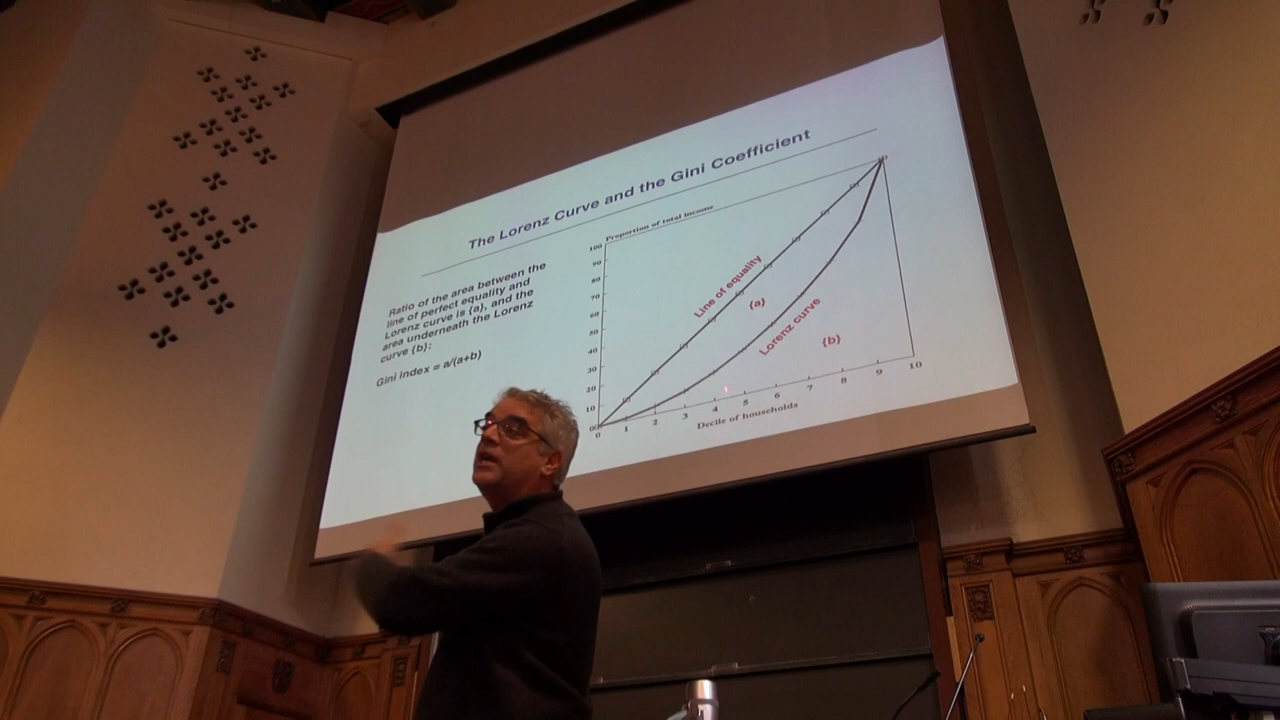 The Lorenz Curve and the Gini Coefficient
Ratio of the area between the
line of perfect equality and
Lorenz curve is {a}, and the
area underneath the Lorenz
curve {b}:
Gini index = a/(a+b)
Proportion of total income
100
90
80
70
60
50
40
30
20
10
0
Line of equality
{a}
Lorenz curve
{b}
0 1 2 3 4 5 6 7 8 9 10
Decile of households